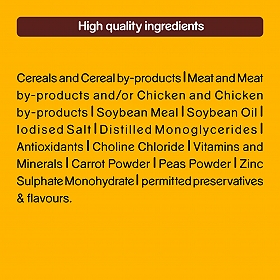 High quality ingredients
Cereals and Cereal by-products | Meat and Meat
by-products and/or Chicken and Chicken
by-products | Soybean Meal | Soybean Oil |
Iodised Salt | Distilled Monoglycerides |
Antioxidants | Choline Chloride | Vitamins and
Minerals | Carrot Powder | Peas Powder | Zinc
Sulphate Monohydrate | permitted preservatives
& flavours.